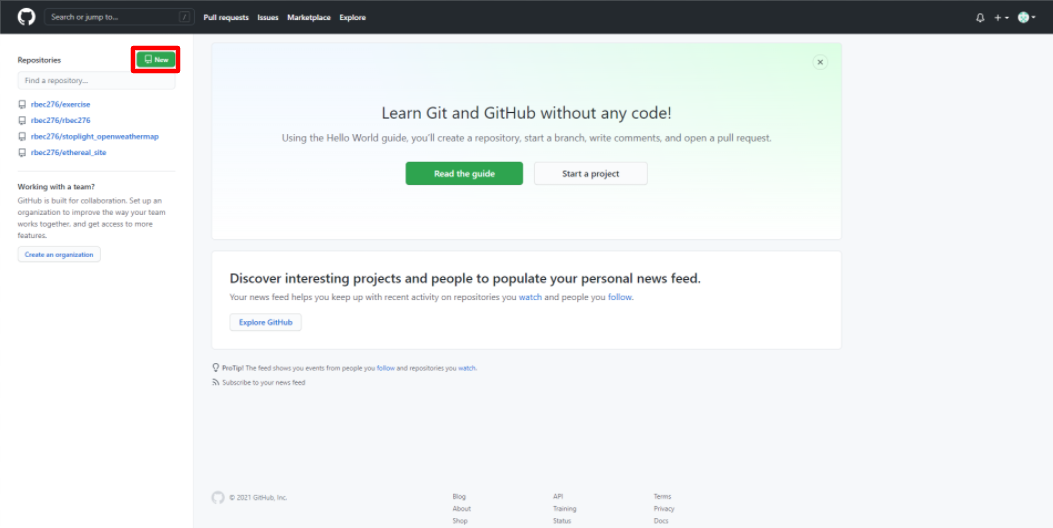 Search or jump to... /
Pull requests Issues Marketplace Explore
Repositories
New
Find a repository...
rbec276/exercise
rbec276/rbec276
rbec276/stoplight_openweathermap
rbec276/ethereal_site
Working with a team?
GitHub is built for collaboration. Set up an
organization to improve the way your team
works together, and get access to more
features.
Create an organization
Learn Git and GitHub without any code!
Using the Hello World guide, you'll create a repository, start a branch, write comments, and open a pull request.
Read the guide Start a project
Discover interesting projects and people to populate your personal news feed.
Your news feed helps you keep up with recent activity on repositories you watch and people you follow.
Explore GitHub
ProTip! The feed shows you events from people you follow and repositories you watch.
Subscribe to your news feed
© 2021 GitHub, Inc.
Blog API Terms
About Training Privacy
Shop Status Docs